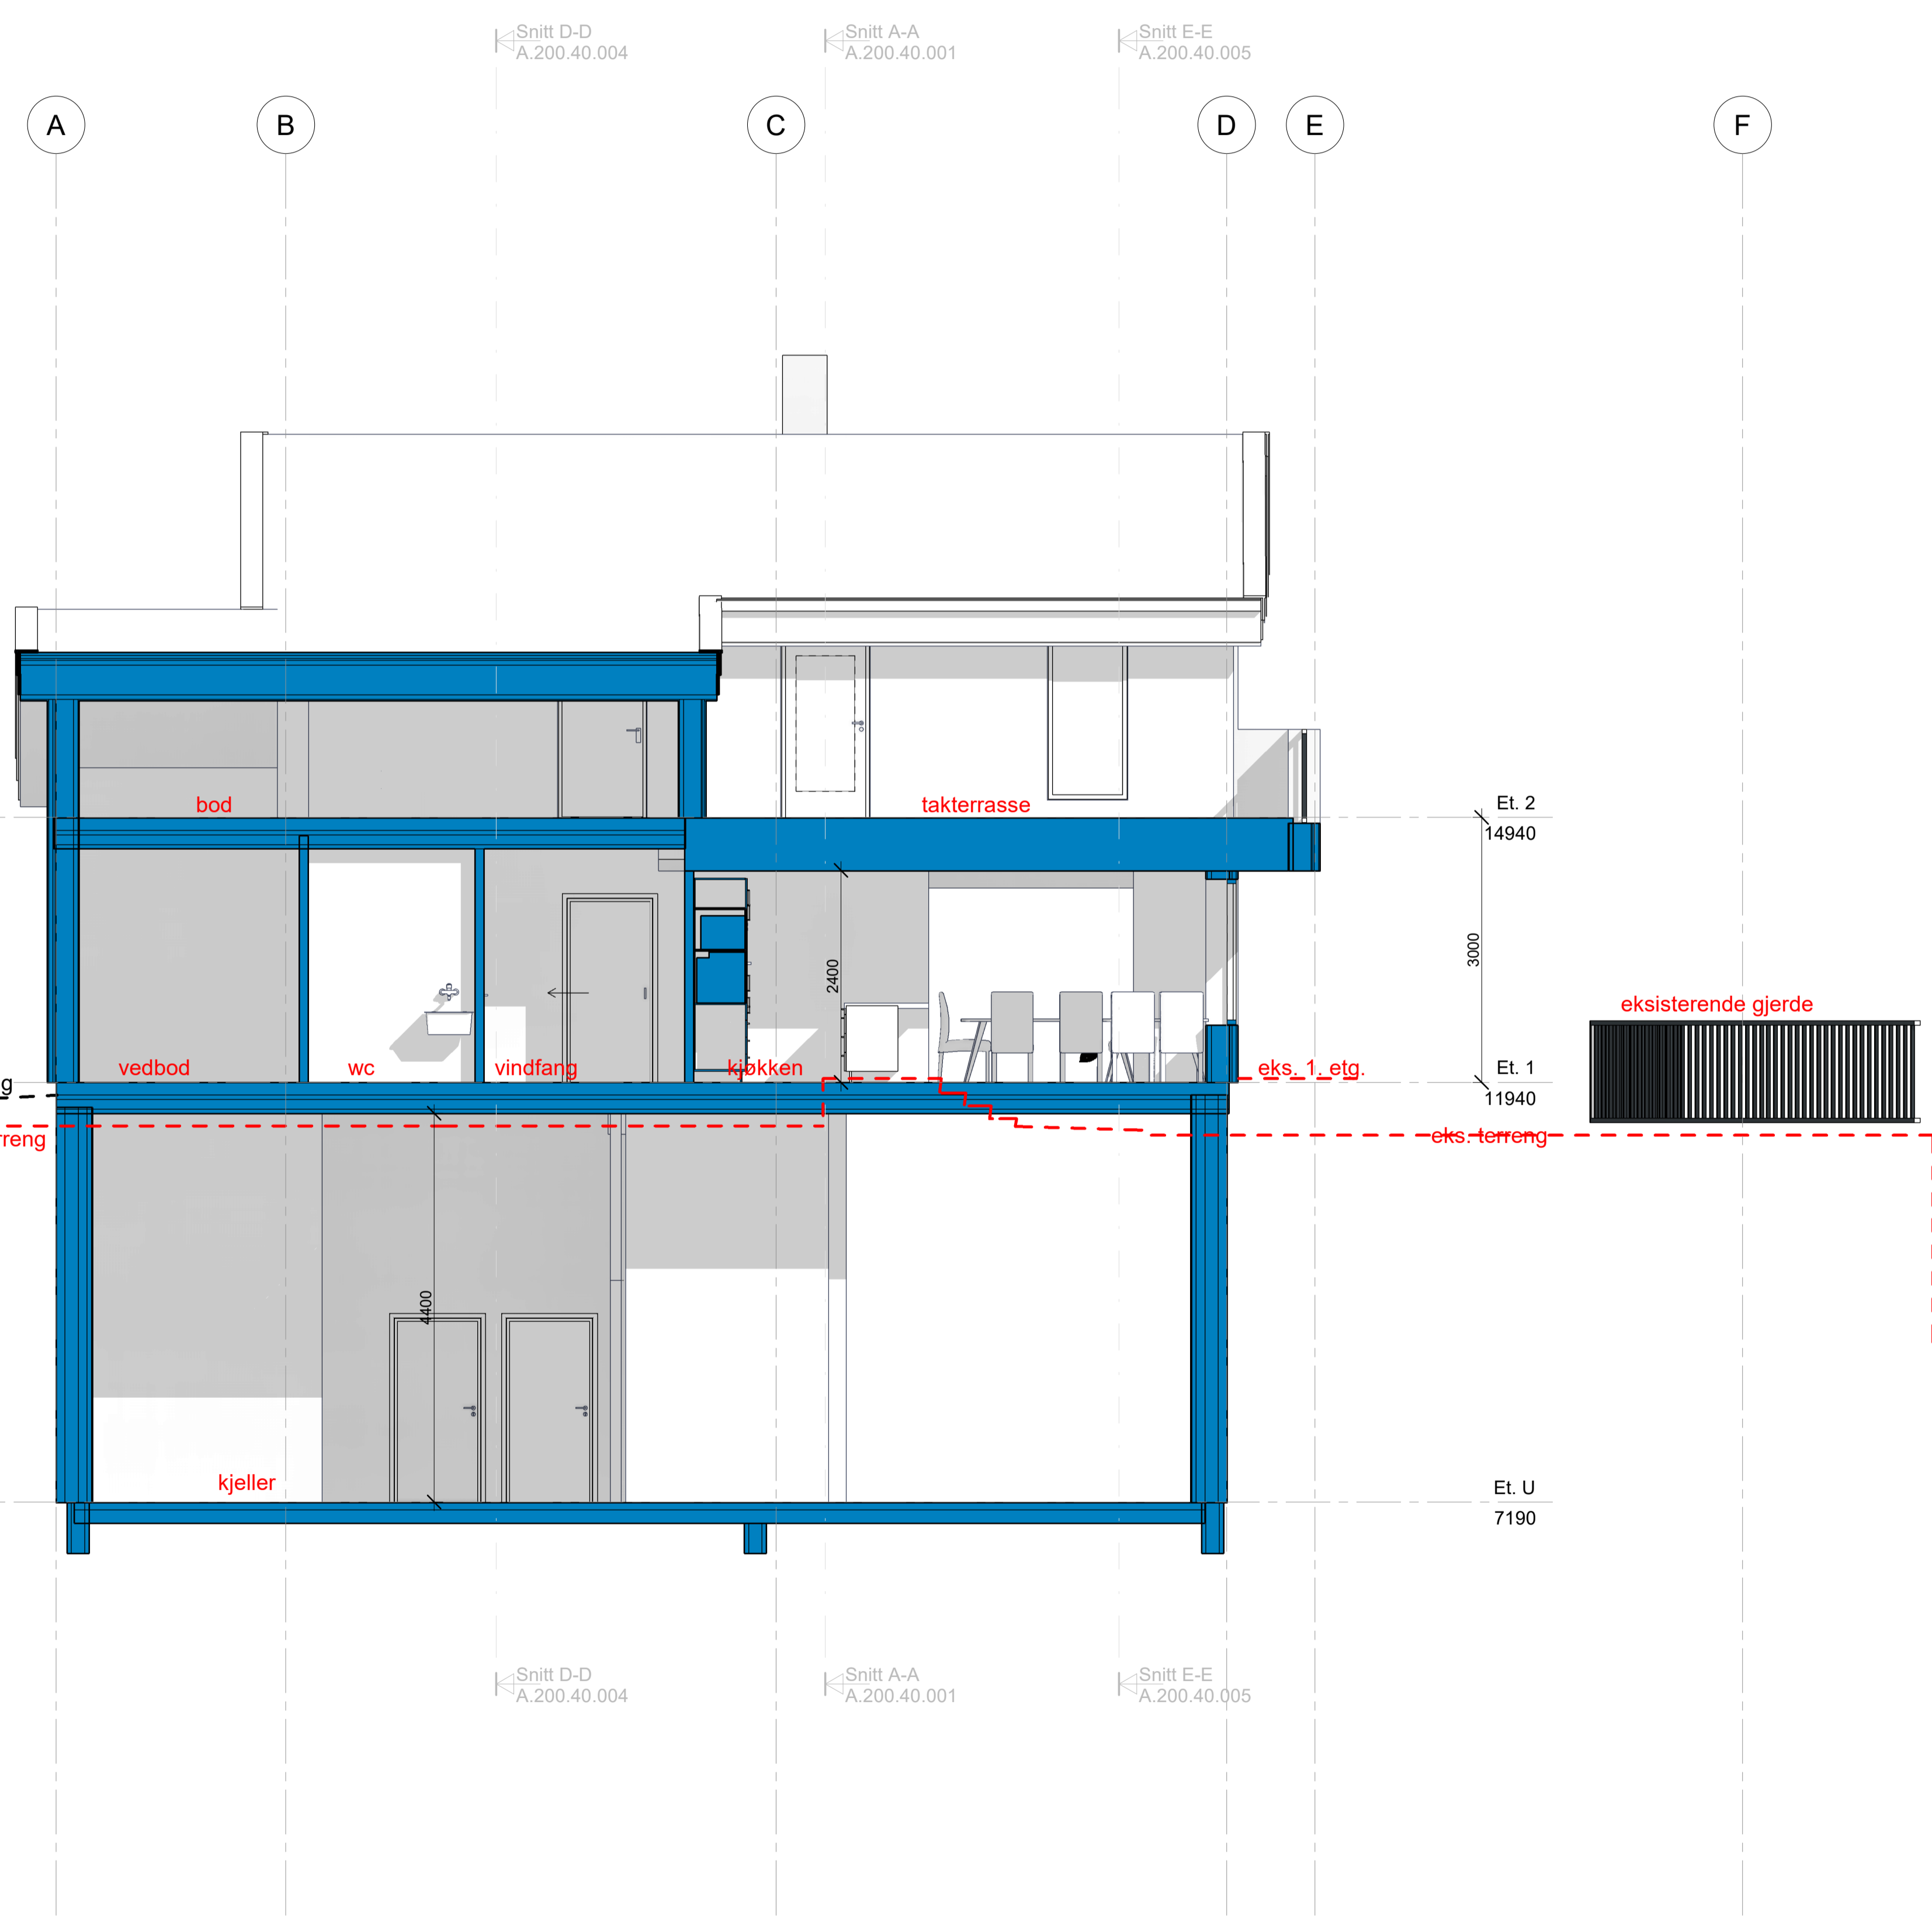 Snitt D-D
A.200.40.004
Snitt A-A
A.200.40.001
Snitt E-E
A.200.40.005
A
B
C
D
E
F
bod
takterrasse
Et. 2
14940
2400
3000
eksisterende gjerde
vedbod
wc
vindfang
kjøkken
eks. 1. etg.
Et. 1
11940
g
rreng
eks. terreng
4400
kjeller
Et. U
7190
Snitt D-D
A.200.40.004
Snitt A-A
A.200.40.001
Snitt E-E
A.200.40.005